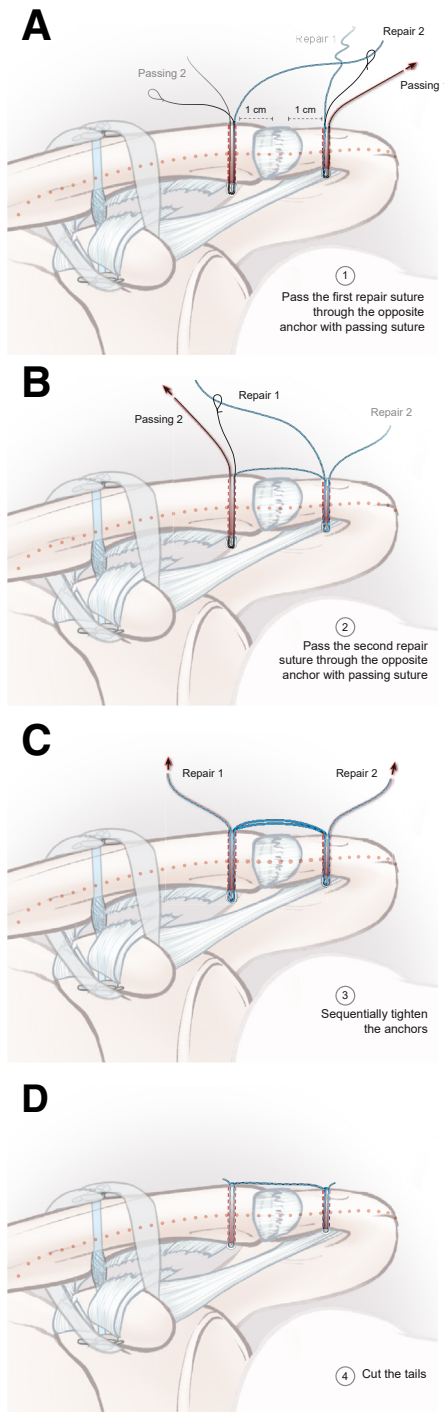 A
Repair 1
Repair 2
Passing 2
Passing
1 cm
1 cm
1
Pass the first repair suture
through the opposite
anchor with passing suture
B
Repair 1
Passing 2
Repair 2
2
Pass the second repair
suture through the opposite
anchor with passing suture
C
Repair 1
Repair 2
3
Sequentially tighten
the anchors
D
4 Cut the tails